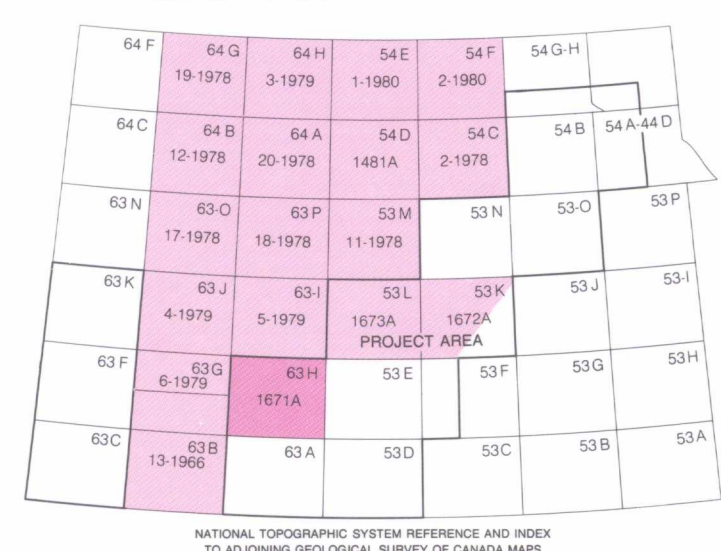 64 F 64 G 64 H 54 E 54 F 54 G-H
19-1978 3-1979 1-1980 2-1980
64 C 64 B 64 A 54 D 54 C 54 B 54 A-44 D
12-1978 20-1978 1481A 2-1978
63 N 63-O 63 P 53 M 53 N 53-O 53 P
17-1978 18-1978 11-1978
63 K 63 J 63-I 53 L 53 K 53 J 53-I
4-1979 5-1979 1673A 1672A
PROJECT AREA
63 F 63 G 63 H 53 E 53 F 53 G 53 H
6-1979 1671A
63 C 63 B 63 A 53 D 53 C 53 B 53 A
13-1966
NATIONAL TOPOGRAPHIC SYSTEM REFERENCE AND INDEX
TO ADJOINING GEOLOGICAL SURVEY OF CANADA MAPS